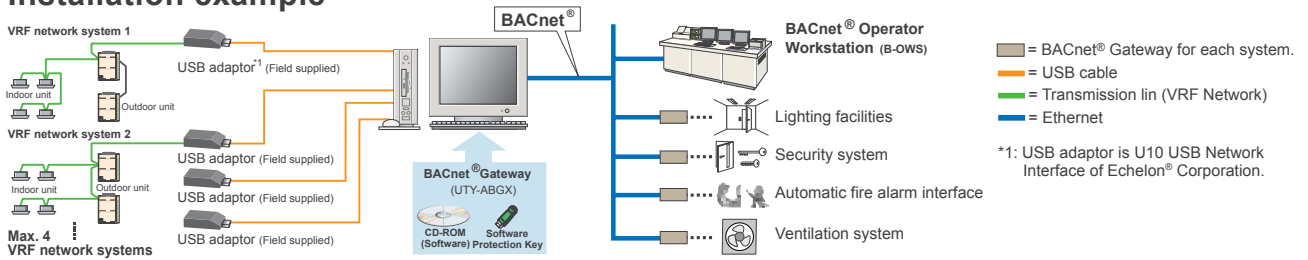 Installation example
VRF network system 1
USB adaptor*1 (Field supplied)
Indoor unit
Outdoor unit
VRF network system 2
USB adaptor (Field supplied)
Indoor unit
Outdoor unit
USB adaptor (Field supplied)
USB adaptor (Field supplied)
Max. 4
VRF network systems
BACnet®
BACnet® Gateway
(UTY-ABGX)
CD-ROM
(Software)
Software
Protection Key
BACnet® Operator
Workstation (B-OWS)
Lighting facilities
Security system
Automatic fire alarm interface
Ventilation system
= BACnet® Gateway for each system.
= USB cable
= Transmission lin (VRF Network)
= Ethernet
*1: USB adaptor is U10 USB Network
Interface of Echelon® Corporation.